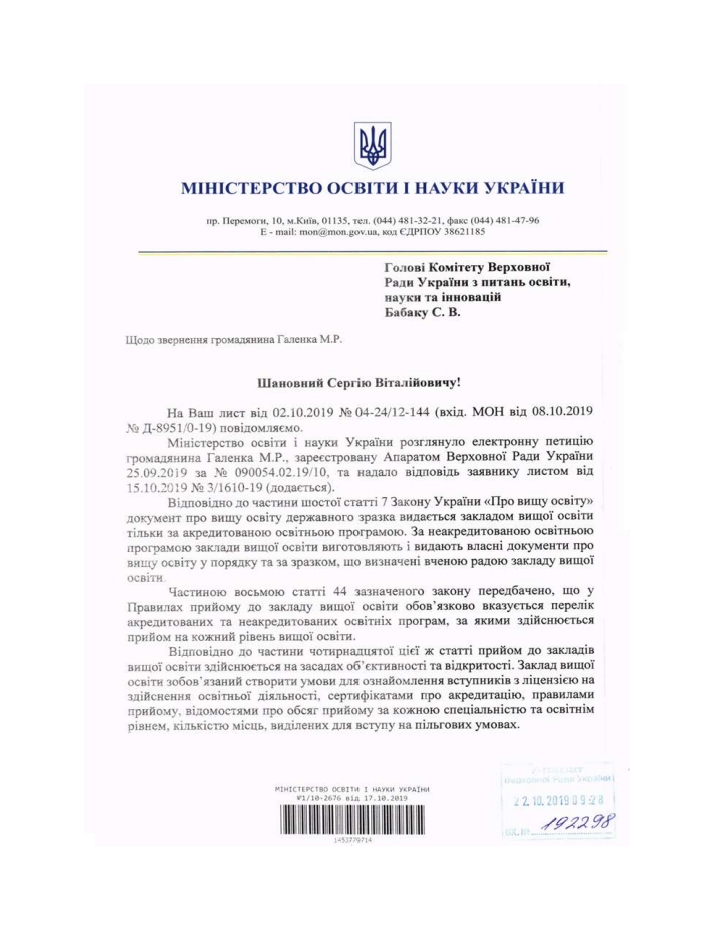 МІНІСТЕРСТВО ОСВІТИ І НАУКИ УКРАЇНИ
пр. Перемоги, 10, м.Київ, 01135, тел. (044) 481-32-21, факс (044) 481-47-96
E - mail: mon@mon.gov.ua, код ЄДРПОУ 38621185
Голові Комітету Верховної
Ради України з питань освіти,
науки та інновацій
Бабаку С. В.
Щодо звернення громадянина Галенка М.Р.
Шановний Сергію Віталійовичу!
На Ваш лист від 02.10.2019 № 04-24/12-144 (вхід. МОН від 08.10.2019
№ Д-8951/0-19) повідомляємо.
Міністерство освіти і науки України розглянуло електронну петицію
громадянина Галенка М.Р., зареєстровану Апаратом Верховної Ради України
25.09.2019 за № 090054.02.19/10, та надало відповідь заявнику листом від
15.10.2019 № 3/1610-19 (додається).
Відповідно до частини шостої статті 7 Закону України «Про вищу освіту»
документ про вищу освіту державного зразка видається закладом вищої освіти
тільки за акредитованою освітньою програмою. За неакредитованою освітньою
програмою заклади вищої освіти виготовляють і видають власні документи про
вищу освіту у порядку та за зразком, що визначені вченою радою закладу вищої
освіти.
Частиною восьмою статті 44 зазначеного закону передбачено, що у
Правилах прийому до закладу вищої освіти обов’язково вказується перелік
акредитованих та неакредитованих освітніх програм, за якими здійснюється
прийом на кожний рівень вищої освіти.
Відповідно до частини чотирнадцятої цієї ж статті прийом до закладів
вищої освіти здійснюється на засадах об’єктивності та відкритості. Заклад вищої
освіти зобов’язаний створити умови для ознайомлення вступників з ліцензією на
здійснення освітньої діяльності, сертифікатами про акредитацію, правилами
прийому, відомостями про обсяг прийому за кожною спеціальністю та освітнім
рівнем, кількістю місць, виділених для вступу на пільгових умовах.
МІНІСТЕРСТВО ОСВІТИ І НАУКИ УКРАЇНИ
№1/10-2676 від 17.10.2019
1453779714
Верховної Ради України
22.10.2019 09:28
192298